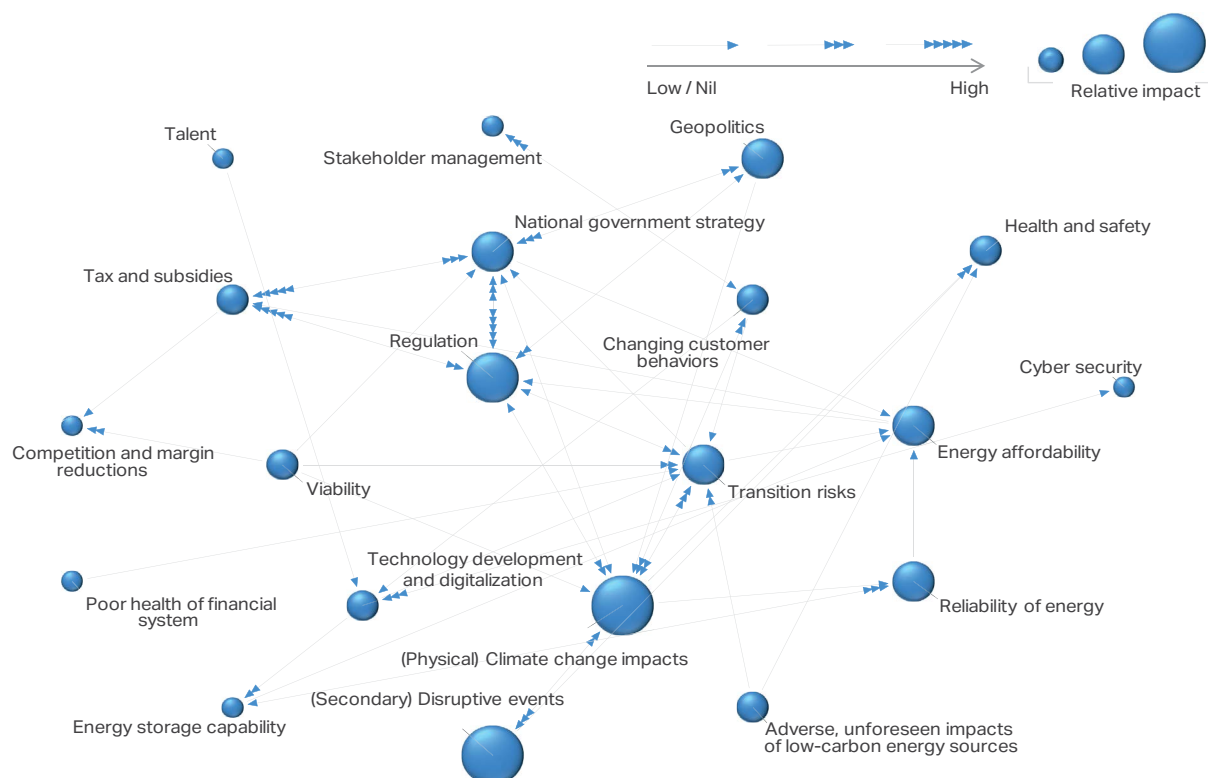 Low / Nil
High
Relative impact
Talent
Stakeholder management
Geopolitics
National government strategy
Health and safety
Tax and subsidies
Regulation
Changing customer
behaviors
Cyber security
Competition and margin
reductions
Viability
Energy affordability
Transition risks
Technology development
and digitalization
Poor health of financial
system
Reliability of energy
(Physical) Climate change impacts
(Secondary) Disruptive events
Energy storage capability
Adverse, unforeseen impacts
of low-carbon energy sources